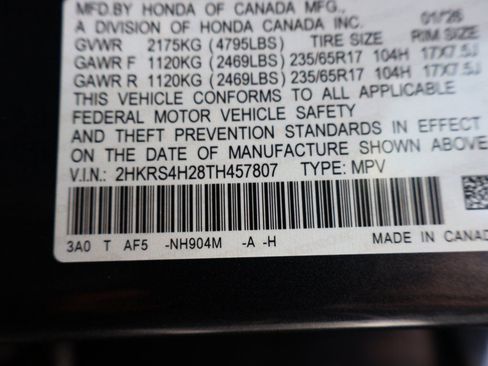 MFD.BY HONDA OF CANADA MFG.,
A DIVISION OF HONDA CANADA INC. 01/26
GVWR 2175KG (4795LBS) TIRE SIZE RIM SIZE
GAWR F 1120KG (2469LBS) 235/65R17 104H 17X7.5J
GAWR R 1120KG (2469LBS) 235/65R17 104H 17X7.5J
THIS VEHICLE CONFORMS TO ALL APPLICABLE
FEDERAL MOTOR VEHICLE SAFETY
AND THEFT PREVENTION STANDARDS IN EFFECT
ON THE DATE OF MANUFACTURE SHOWN ABOVE.
V.I.N.: 2HKRS4H28TH457807 TYPE: MPV
3A0 T AF5 -NH904M -A -H MADE IN CANAD